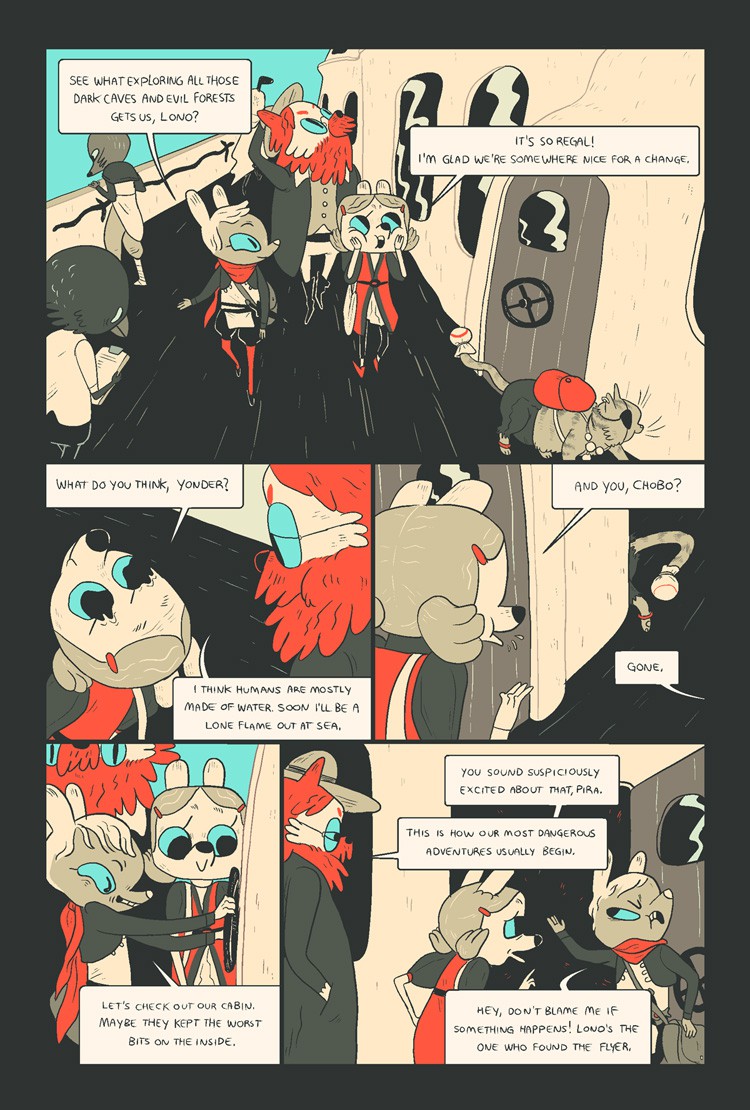 SEE WHAT EXPLORING ALL THOSE
DARK CAVES AND EVIL FORESTS
GETS US, LONO?
IT'S SO REGAL!
I'M GLAD WE'RE SOMEWHERE NICE FOR A CHANGE.
WHAT DO YOU THINK, YONDER?
I THINK HUMANS ARE MOSTLY
MADE OF WATER. SOON I'LL BE A
LONE FLAME OUT AT SEA.
AND YOU, CHOBO?
GONE.
LET'S CHECK OUT OUR CABIN.
MAYBE THEY KEPT THE WORST
BITS ON THE INSIDE.
YOU SOUND SUSPICIOUSLY
EXCITED ABOUT THAT, PIRA.
THIS IS HOW OUR MOST DANGEROUS
ADVENTURES USUALLY BEGIN.
HEY, DON'T BLAME ME IF
SOMETHING HAPPENS! LONO'S THE
ONE WHO FOUND THE FLYER.